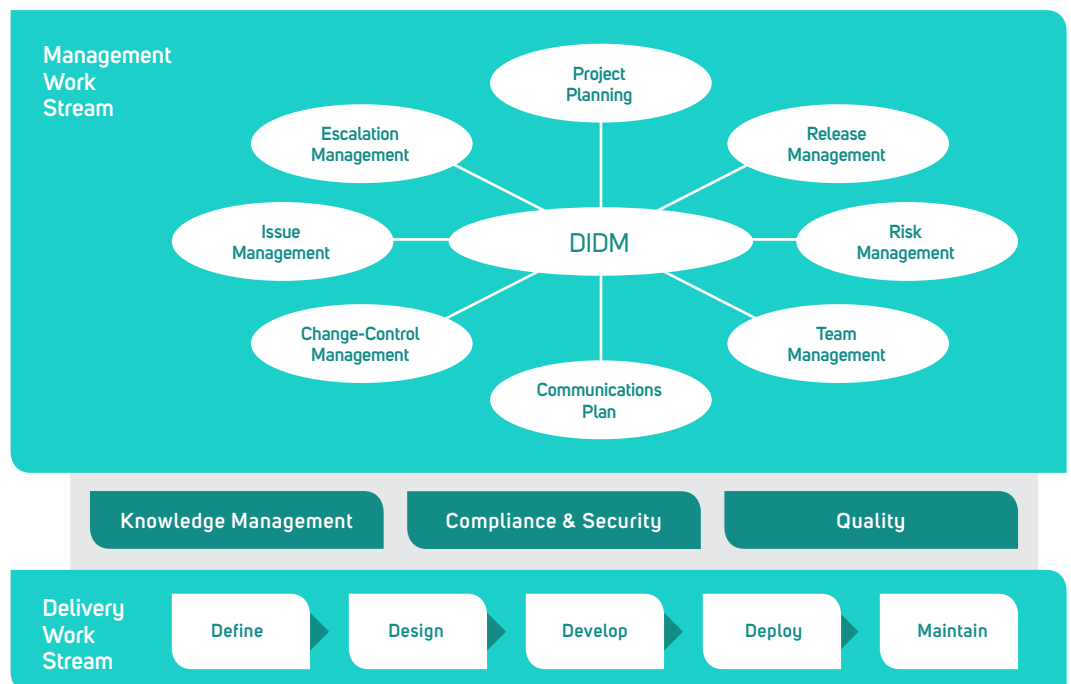 Management
Work
Stream
Project
Planning
Escalation
Management
Release
Management
Issue
Management
DIDM
Risk
Management
Change-Control
Management
Team
Management
Communications
Plan
Knowledge Management
Compliance & Security
Quality
Delivery
Work
Stream
Define
Design
Develop
Deploy
Maintain